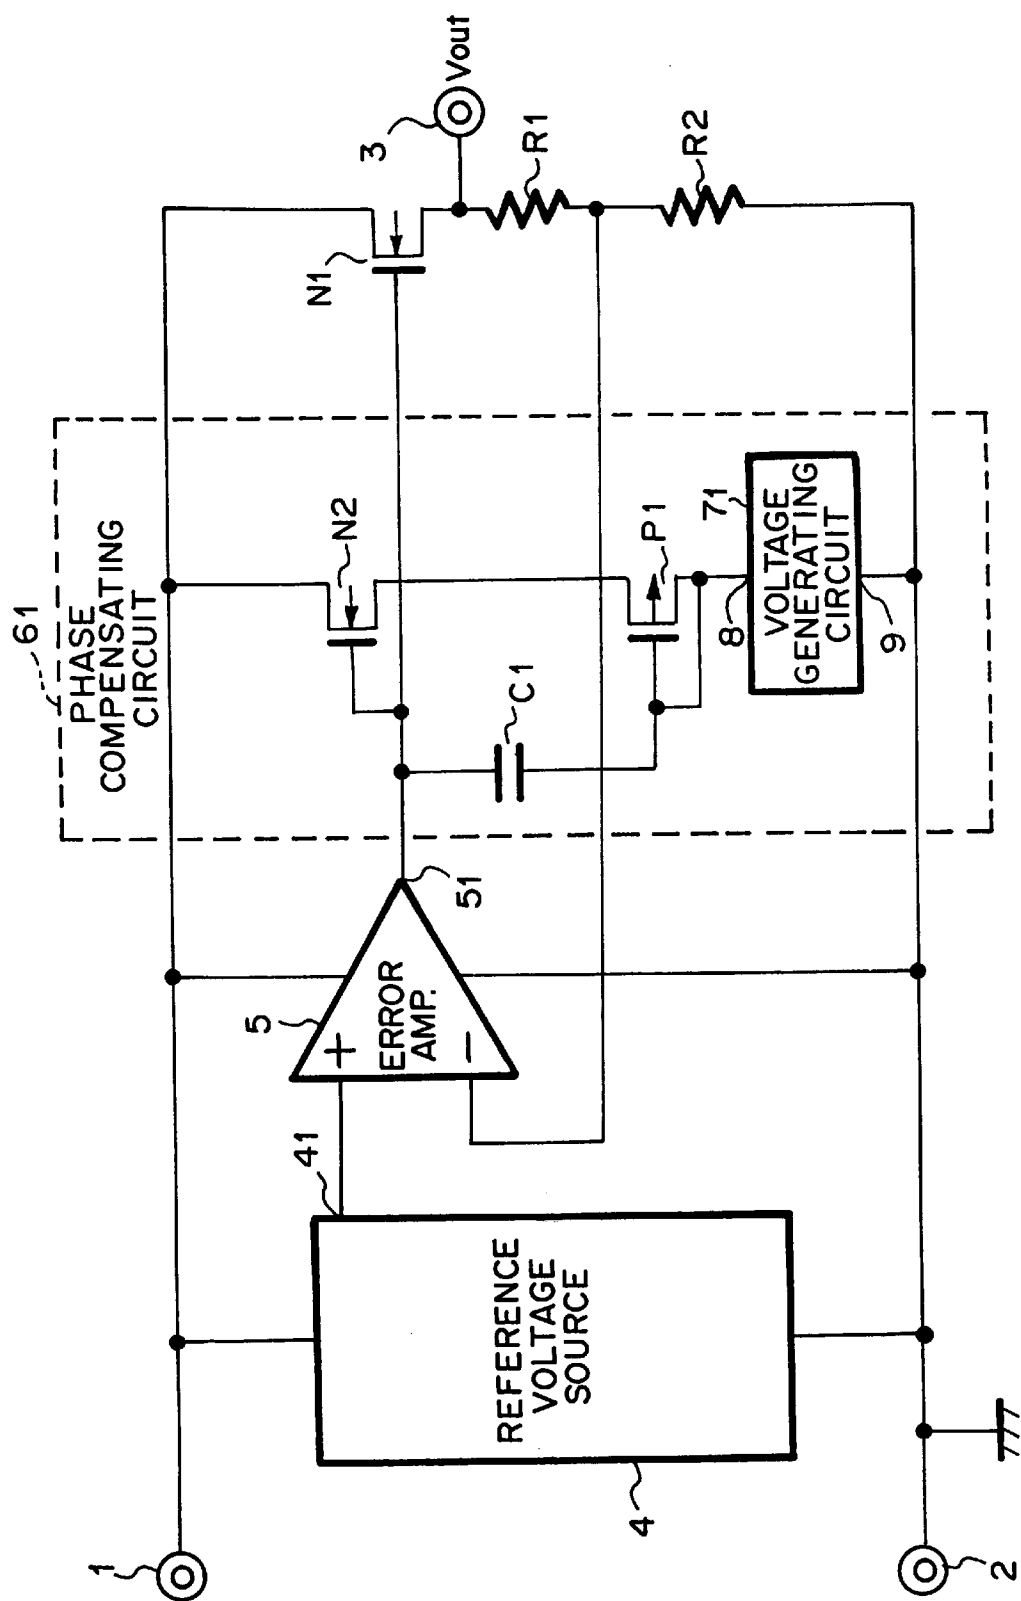 61
PHASE
COMPENSATING
CIRCUIT
1
41
5
+
ERROR
AMP.
−
51
N2
N1
3
Vout
R1
R2
C1
P1
71
8
VOLTAGE
GENERATING
CIRCUIT
9
REFERENCE
VOLTAGE
SOURCE
4
2